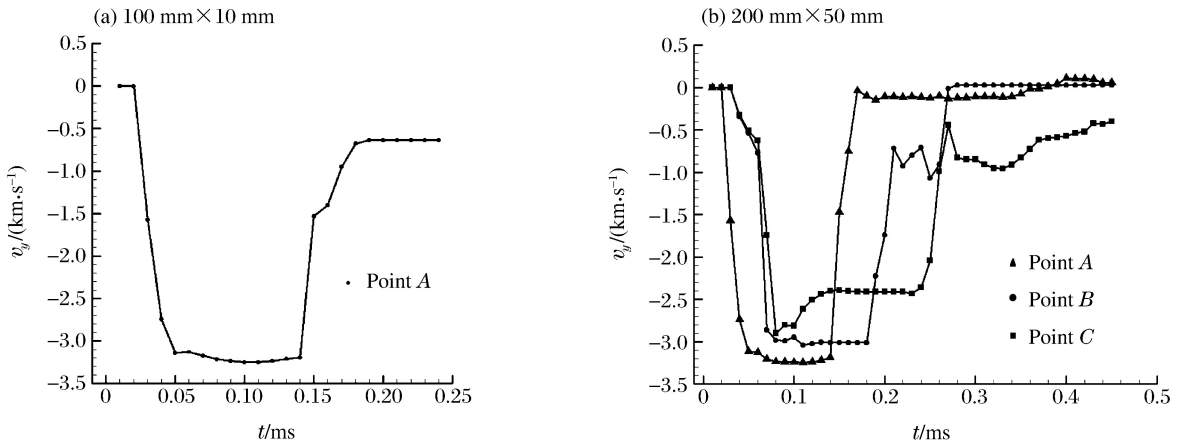 (a) 100 mm×10 mm
0.5
0
−0.5
−1.0
−1.5
−2.0
−2.5
−3.0
−3.5
v_y/(km·s⁻¹)
Point A
0 0.05 0.10 0.15 0.20 0.25
t/ms
(b) 200 mm×50 mm
0.5
0
−0.5
−1.0
−1.5
−2.0
−2.5
−3.0
−3.5
v_y/(km·s⁻¹)
Point A
Point B
Point C
0 0.1 0.2 0.3 0.4 0.5
t/ms